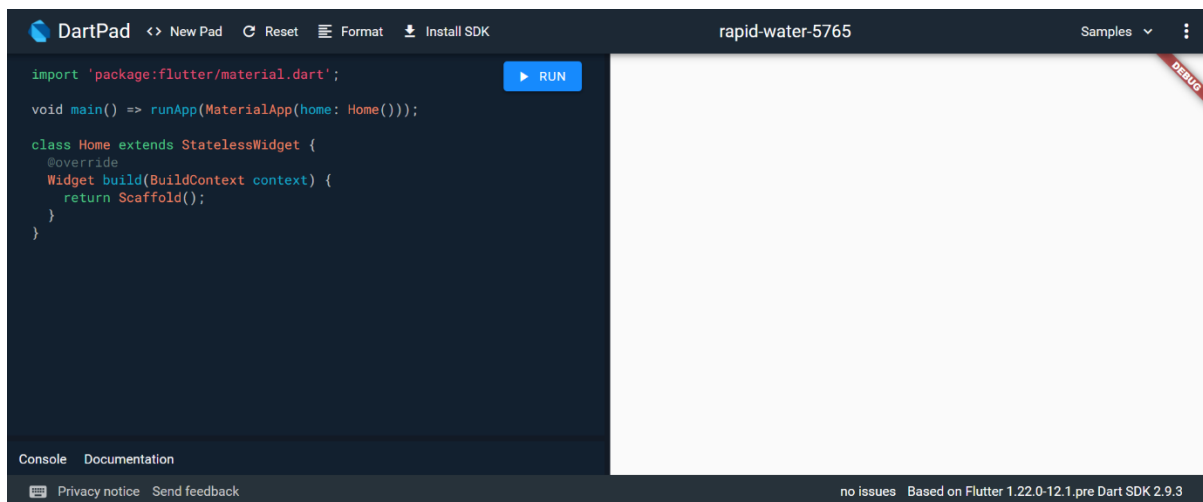 DartPad <> New Pad Reset Format Install SDK rapid-water-5765 Samples
import 'package:flutter/material.dart';
RUN
DEBUG
void main() => runApp(MaterialApp(home: Home()));
class Home extends StatelessWidget {
@override
Widget build(BuildContext context) {
return Scaffold();
}
}
Console Documentation
Privacy notice Send feedback no issues Based on Flutter 1.22.0-12.1.pre Dart SDK 2.9.3